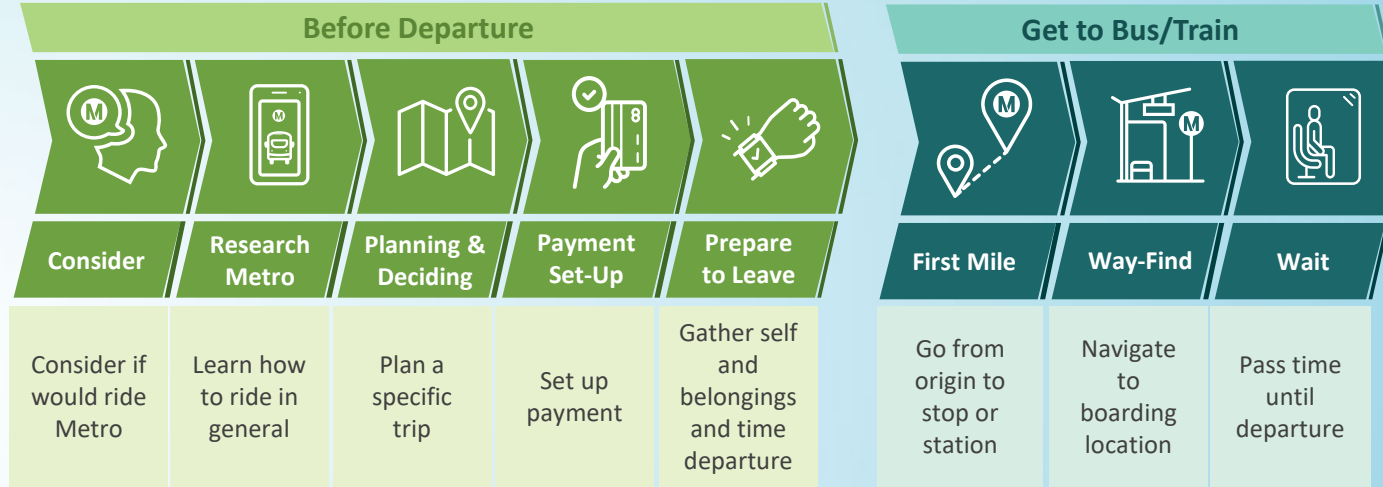 Before Departure
Get to Bus/Train
M
M
8
M
M
Consider
Research
Metro
Planning &
Deciding
Payment
Set-Up
Prepare
to Leave
First Mile
Way-Find
Wait
Consider if
would ride
Metro
Learn how
to ride in
general
Plan a
specific
trip
Set up
payment
Gather self
and
belongings
and time
departure
Go from
origin to
stop or
station
Navigate
to
boarding
location
Pass time
until
departure